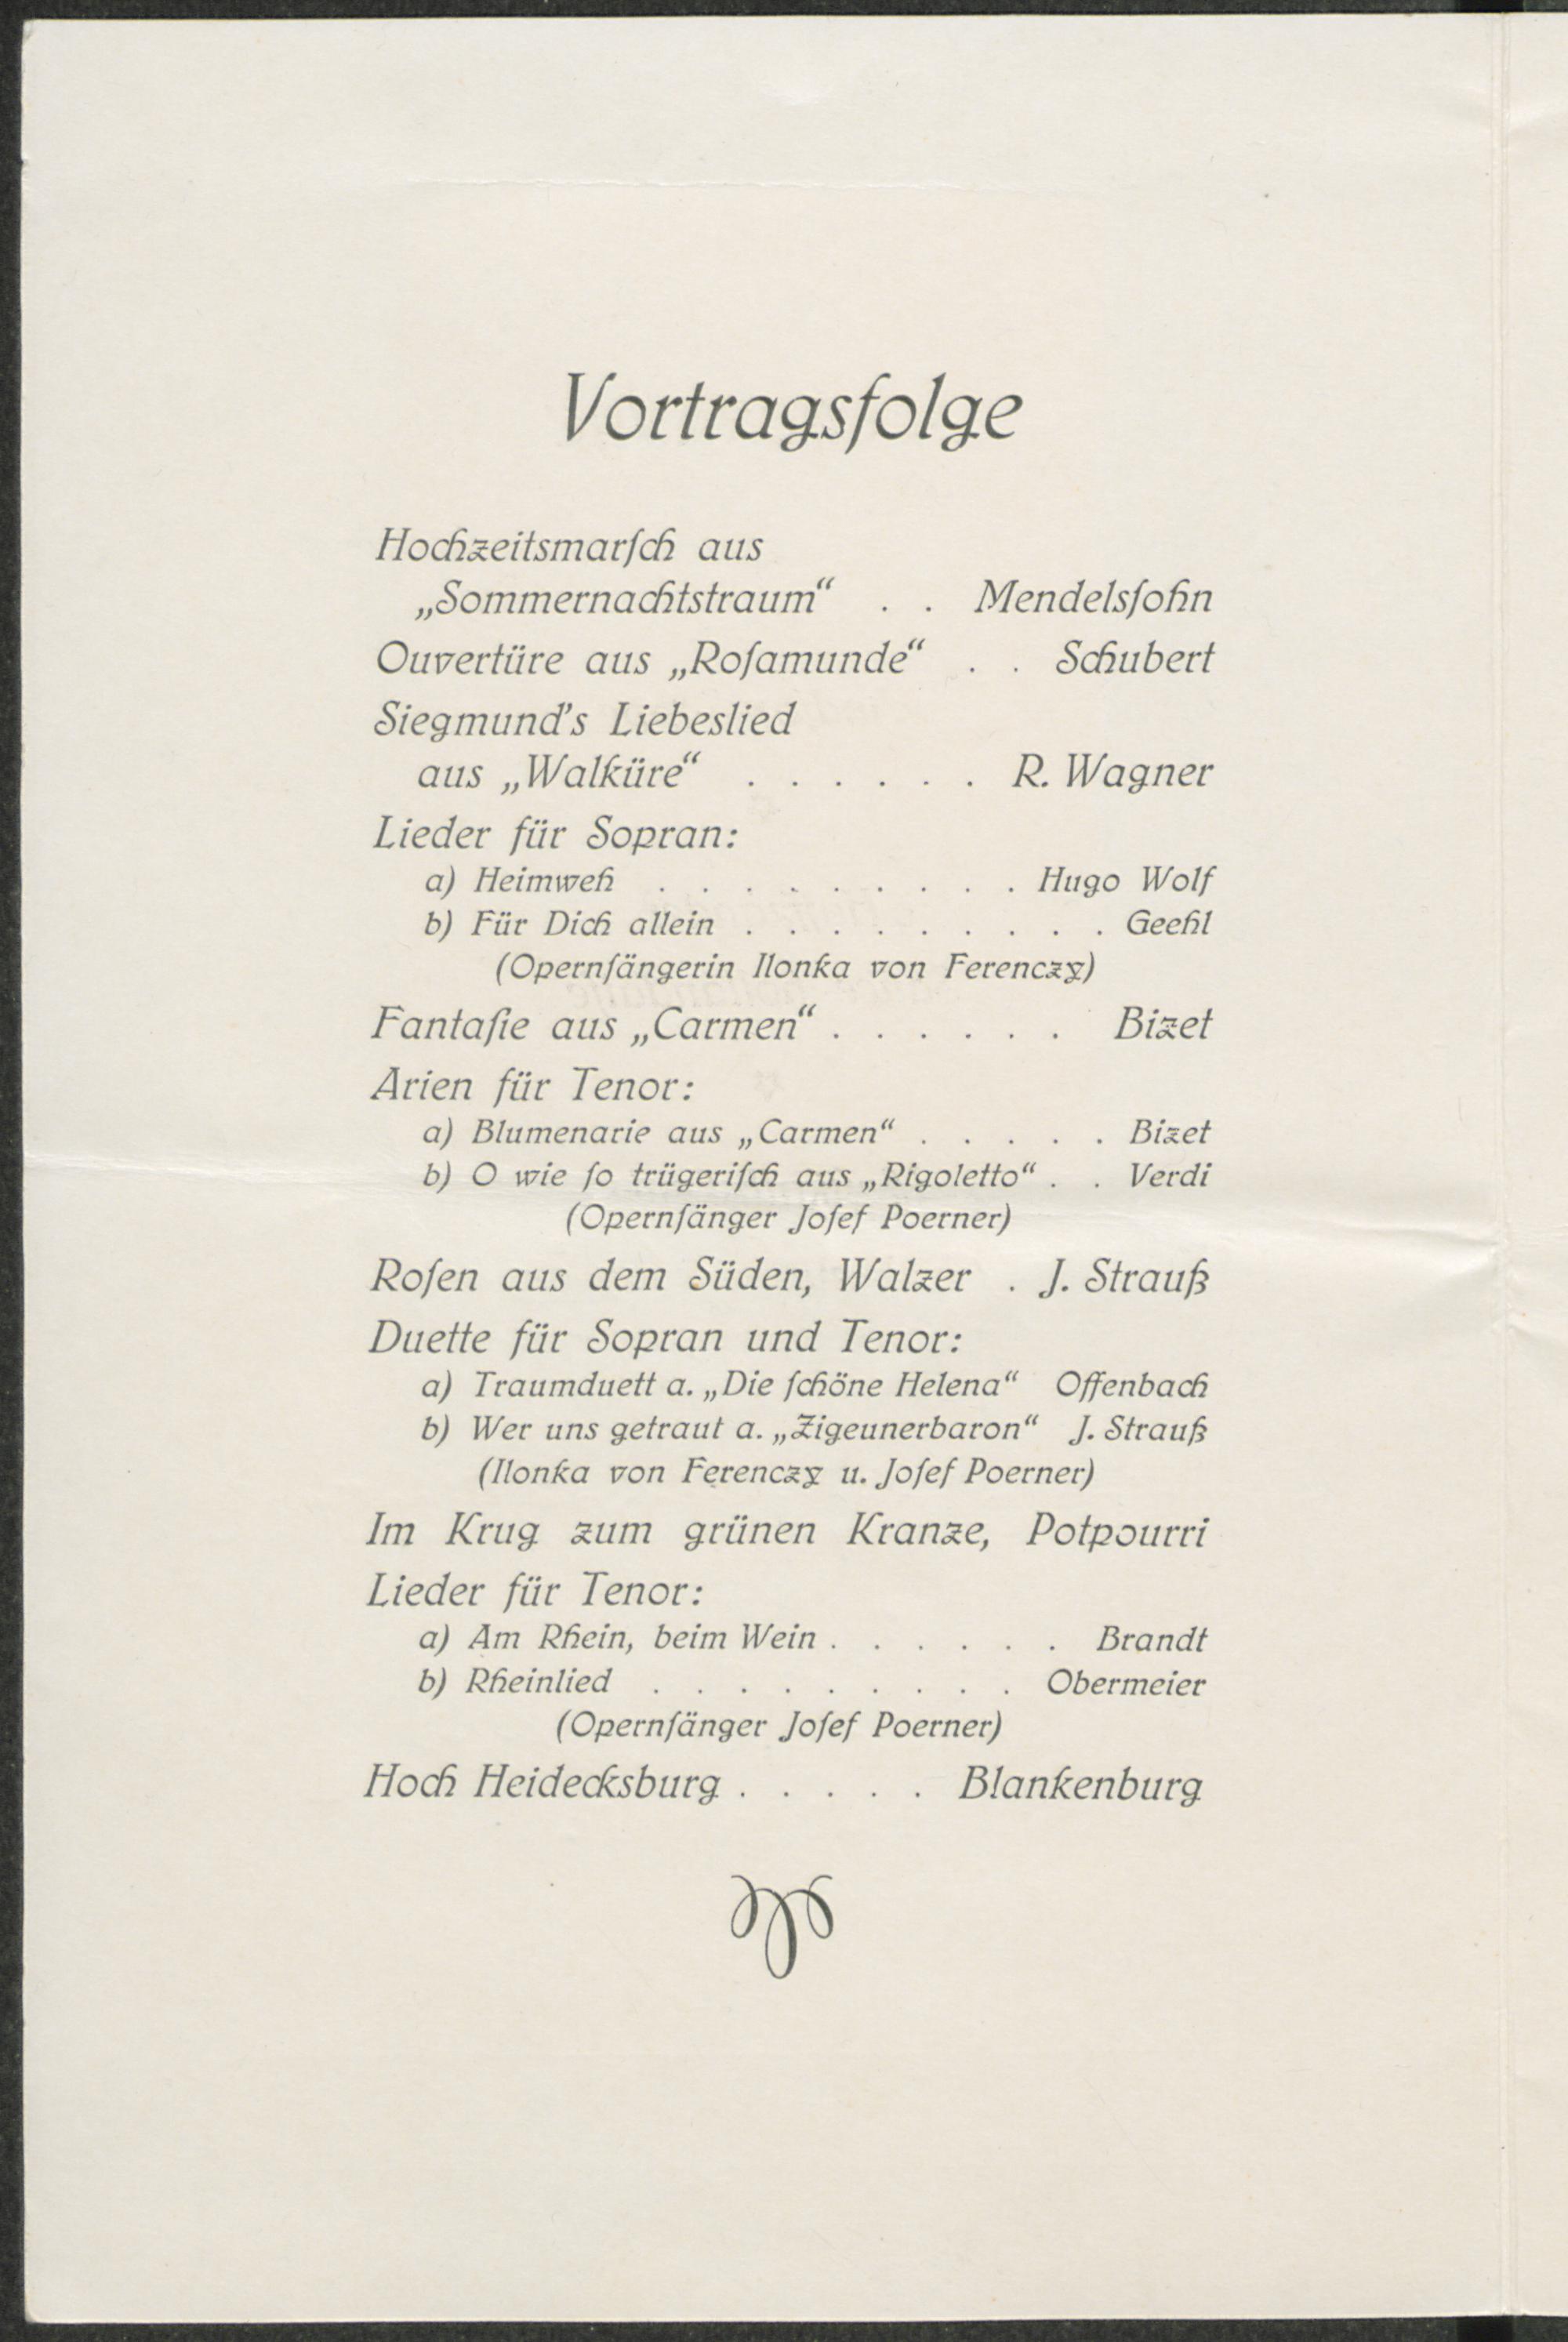 Vortragsfolge
Hochzeitsmarſch aus
„Sommernachtstraum“ . . Mendelsſohn
Ouvertüre aus „Roſamunde“ . . Schubert
Siegmund's Liebeslied
aus „Walküre“ . . . . . . R. Wagner
Lieder für Sopran:
a) Heimweh . . . . . . . . . Hugo Wolf
b) Für Dich allein . . . . . . . . . Geehl
(Opernſängerin Ilonka von Ferenczy)
Fantaſie aus „Carmen“ . . . . . . Bizet
Arien für Tenor:
a) Blumenarie aus „Carmen“ . . . . . Bizet
b) O wie ſo trügeriſch aus „Rigoletto“ . . Verdi
(Opernſänger Joſef Poerner)
Roſen aus dem Süden, Walzer . J. Strauß
Duette für Sopran und Tenor:
a) Traumduett a. „Die ſchöne Helena“ Offenbach
b) Wer uns getraut a. „Zigeunerbaron“ J. Strauß
(Ilonka von Ferenczy u. Joſef Poerner)
Im Krug zum grünen Kranze, Potpourri
Lieder für Tenor:
a) Am Rhein, beim Wein . . . . . . Brandt
b) Rheinlied . . . . . . . . . Obermeier
(Opernſänger Joſef Poerner)
Hoch Heidecksburg . . . . . Blankenburg